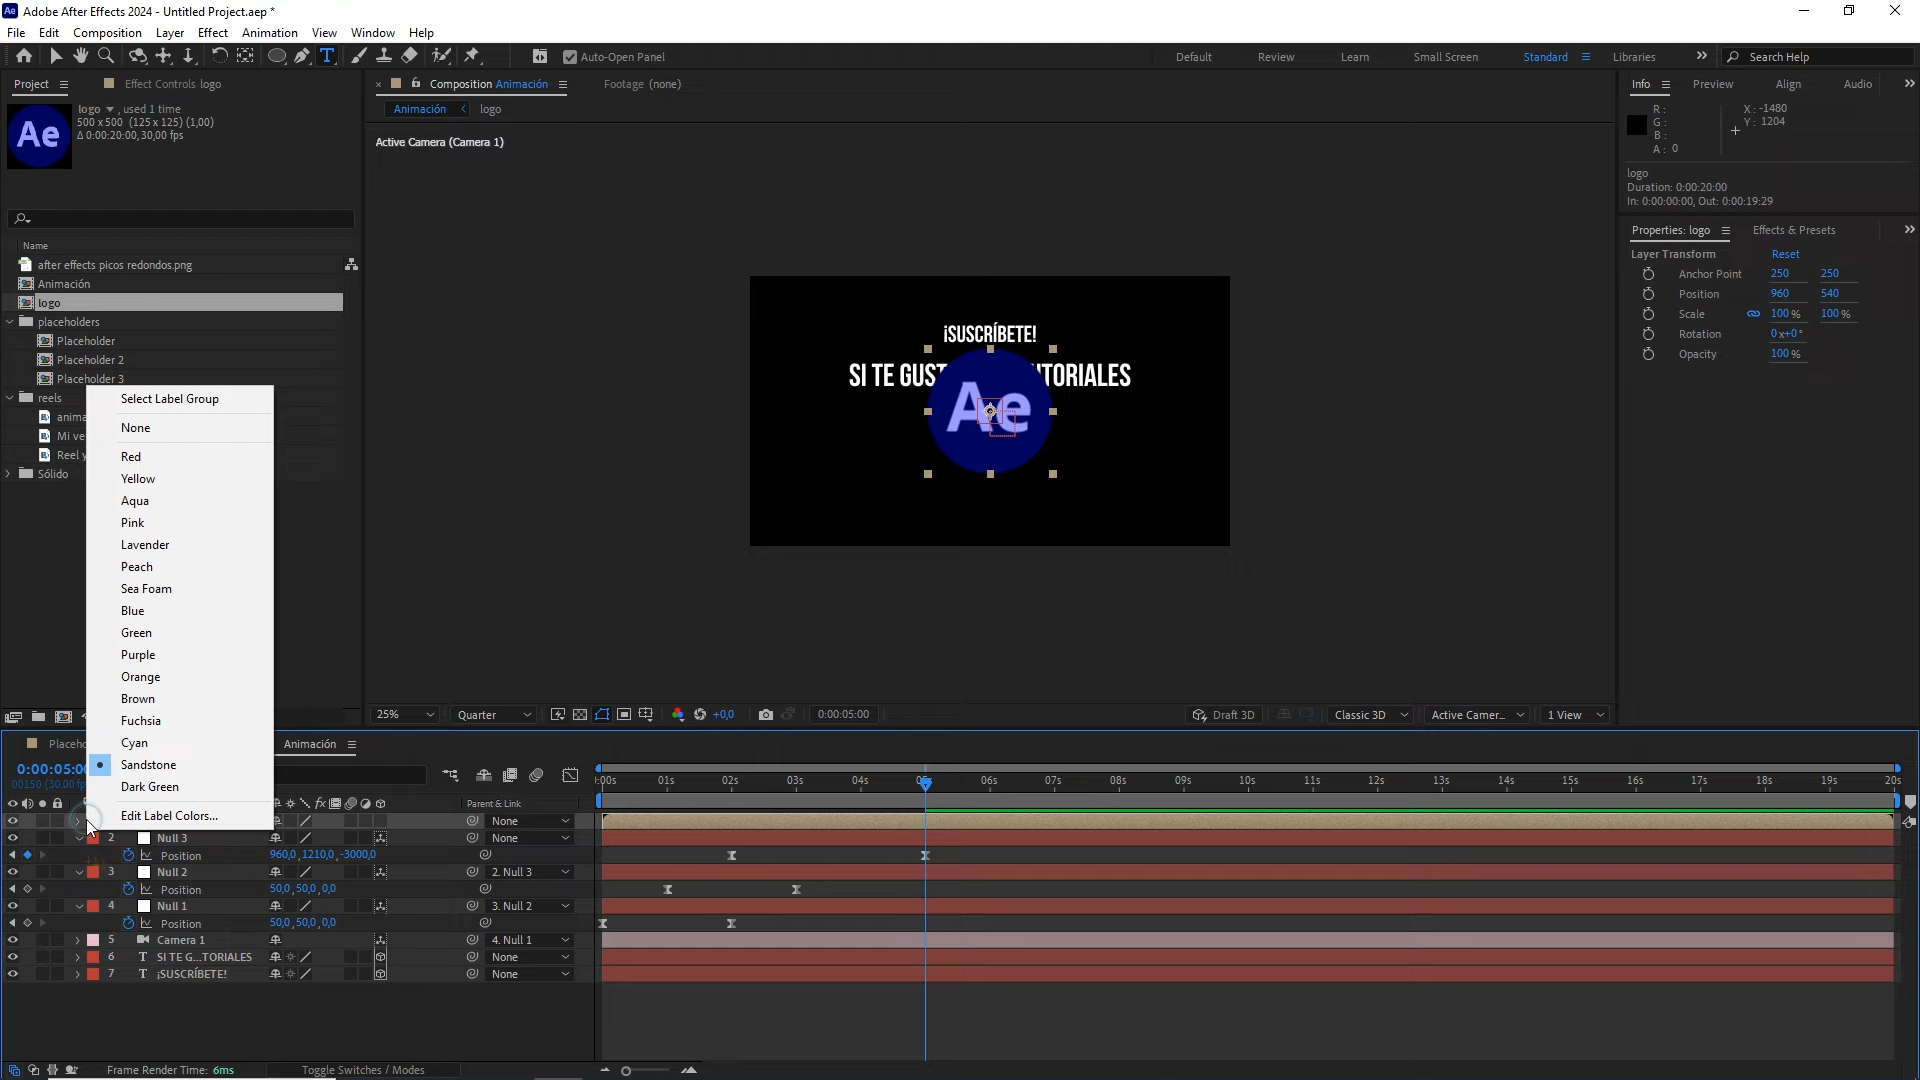 Adobe After Effects 2024 - Untitled Project.aep *
File Edit Composition Layer Effect Animation View Window Help
Auto-Open Panel
Default Review Learn Small Screen Standard Libraries Search Help
Project Effect Controls logo
Composition Animación Footage (none)
Info Preview Align Audio
logo , used 1 time
500 x 500 (125 x 125) (1,00)
Δ 0:00:20:00, 30,00 fps
Animación logo
Active Camera (Camera 1)
R :
G :
B :
A : 0
X : -1480
Y : 1204
logo
Duration: 0:00:20:00
In: 0:00:00:00, Out: 0:00:19:29
Properties: logo Effects & Presets
Layer Transform Reset
Anchor Point 250 250
Position 960 540
Scale 100 % 100 %
Rotation 0x+0°
Opacity 100 %
Name
after effects picos redondos.png
Animación
logo
placeholders
Placeholder
Placeholder 2
Placeholder 3
reels
anima
Mi ve
Reel y
Sólido
¡SUSCRÍBETE!
SI TE GUST UTORIALES
Ae
Select Label Group
None
Red
Yellow
Aqua
Pink
Lavender
Peach
Sea Foam
Blue
Green
Purple
Orange
Brown
Fuchsia
Cyan
Sandstone
Dark Green
Edit Label Colors...
25% Quarter +0,0 0:00:05:00 Draft 3D Classic 3D Active Camer... 1 View
Placeho Animación
0:00:05:00
00150 (30.00 fp
:00s 01s 02s 03s 04s 05s 06s 07s 08s 09s 10s 11s 12s 13s 14s 15s 16s 17s 18s 19s 20s
Parent & Link
None
2 Null 3 None
Position 960,0,1210,0,-3000,0
3 Null 2 2. Null 3
Position 50,0,50,0,0,0
4 Null 1 3. Null 2
Position 50,0,50,0,0,0
5 Camera 1 4. Null 1
6 T SI TE G...TORIALES None
7 T ¡SUSCRÍBETE! None
Frame Render Time: 6ms Toggle Switches / Modes